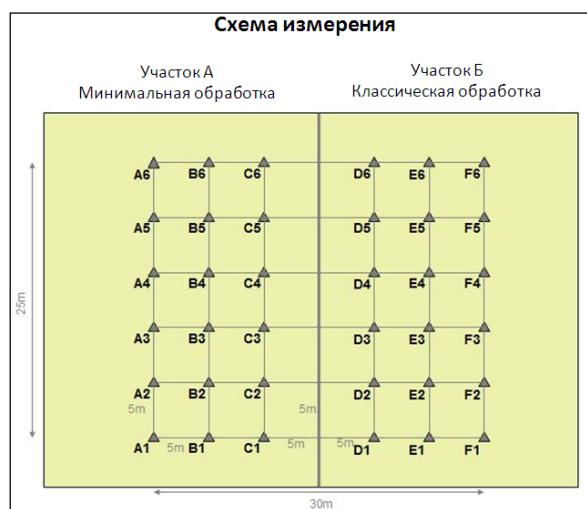 Схема измерения
Участок А
Минимальная обработка
Участок Б
Классическая обработка
A6 B6 C6 D6 E6 F6
A5 B5 C5 D5 E5 F5
A4 B4 C4 D4 E4 F4
25m
A3 B3 C3 D3 E3 F3
A2 B2 C2 D2 E2 F2
5m 5m
A1 5m B1 C1 5m 5m D1 E1 F1
30m